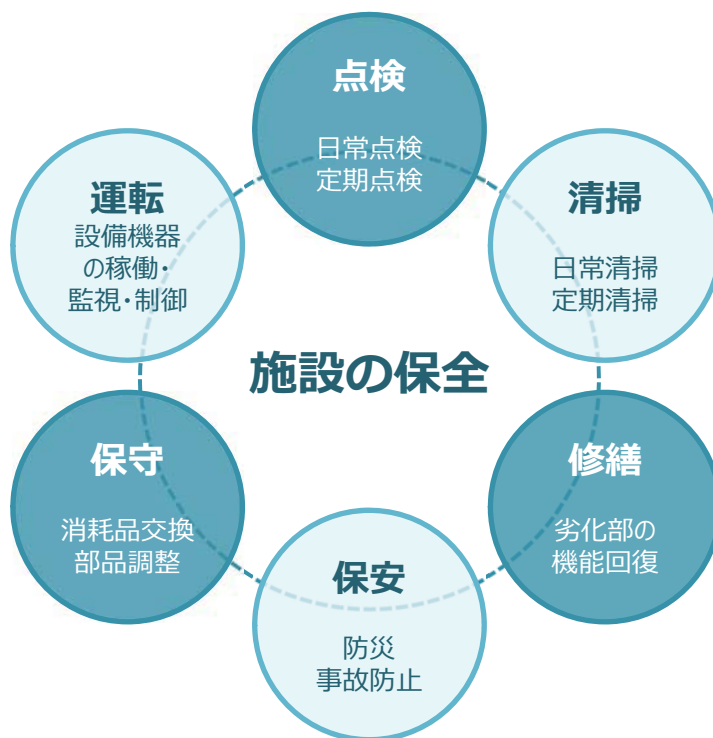 点検
日常点検
定期点検
清掃
日常清掃
定期清掃
修繕
劣化部の
機能回復
保安
防災
事故防止
保守
消耗品交換
部品調整
運転
設備機器
の稼働・
監視・制御
施設の保全